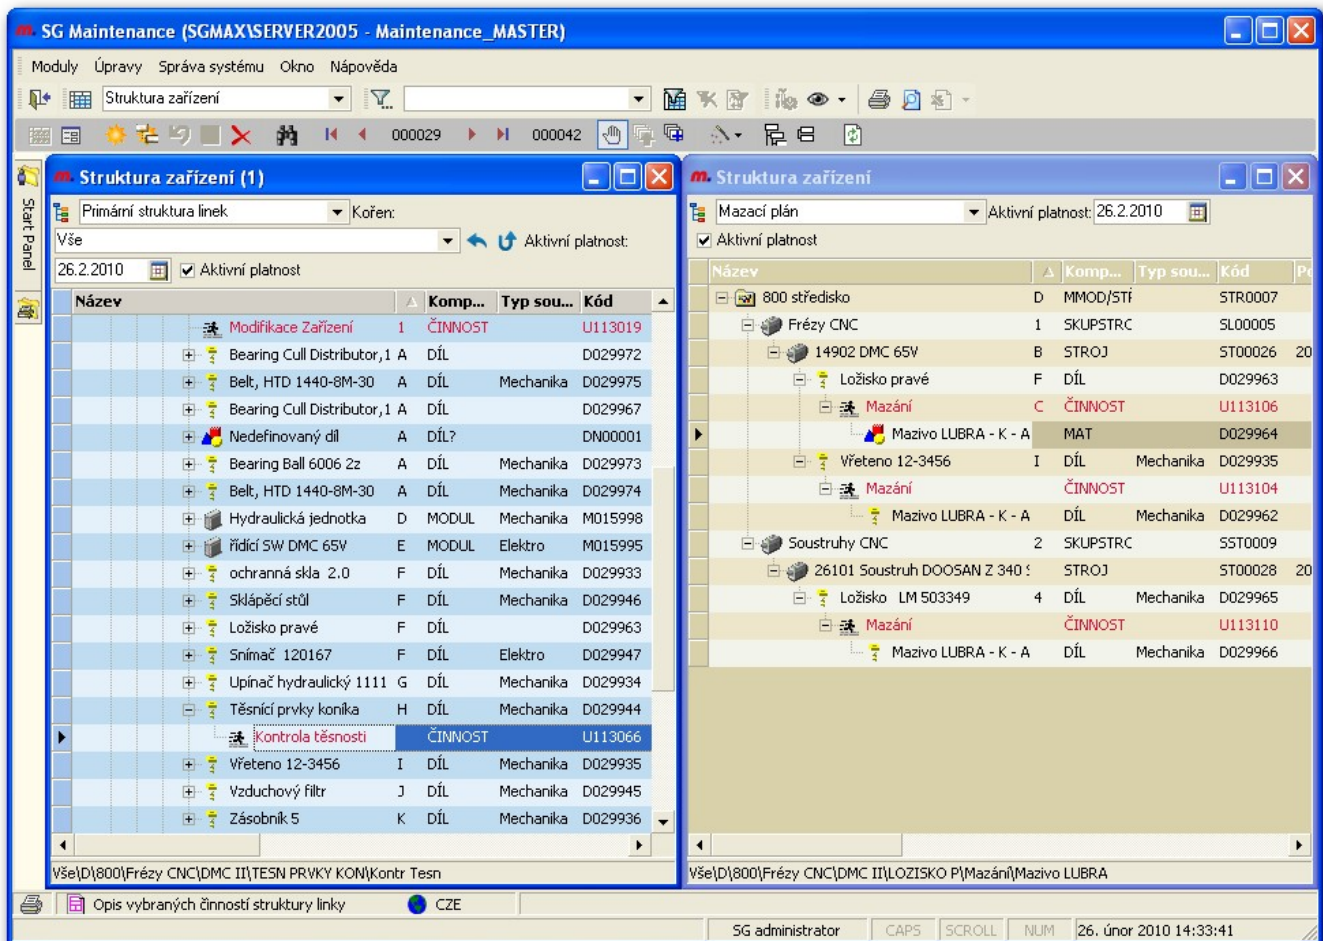 m. SG Maintenance (SGMAX\SERVER2005 - Maintenance_MASTER)
Moduly Úpravy Správa systému Okno Nápověda
Struktura zařízení
000029 000042
Start Panel
m. Struktura zařízení (1)
Primární struktura linek Kořen:
Vše Aktivní platnost:
26.2.2010 Aktivní platnost
Název Komp... Typ sou... Kód
Modifikace Zařízení 1 ČINNOST U113019
Bearing Cull Distributor,1 A DÍL D029972
Belt, HTD 1440-8M-30 A DÍL Mechanika D029975
Bearing Cull Distributor,1 A DÍL D029967
Nedefinovaný díl A DÍL? DN00001
Bearing Ball 6006 2z A DÍL Mechanika D029973
Belt, HTD 1440-8M-30 A DÍL Mechanika D029974
Hydraulická jednotka D MODUL Mechanika M015998
řídící SW DMC 65V E MODUL Elektro M015995
ochranná skla 2.0 F DÍL Mechanika D029933
Sklápěcí stůl F DÍL Mechanika D029946
Ložisko pravé F DÍL D029963
Snímač 120167 F DÍL Elektro D029947
Upínač hydraulický 1111 G DÍL Mechanika D029934
Těsnící prvky koníka H DÍL Mechanika D029944
Kontrola těsnosti ČINNOST U113066
Vřeteno 12-3456 I DÍL Mechanika D029935
Vzduchový filtr J DÍL Mechanika D029945
Zásobník 5 K DÍL Mechanika D029936
Vše\D\800\Frézy CNC\DMC II\TESN PRVKY KON\Kontr Tesn
m. Struktura zařízení
Mazací plán Aktivní platnost: 26.2.2010
Aktivní platnost
Název Komp... Typ sou... Kód Po
800 středisko D MMOD/STŘ STR0007
Frézy CNC 1 SKUPSTRO SL00005
14902 DMC 65V B STROJ ST00026 20
Ložisko pravé F DÍL D029963
Mazání C ČINNOST U113106
Mazivo LUBRA - K - A MAT D029964
Vřeteno 12-3456 I DÍL Mechanika D029935
Mazání ČINNOST U113104
Mazivo LUBRA - K - A DÍL Mechanika D029962
Soustruhy CNC 2 SKUPSTRO SST0009
26101 Soustruh DOOSAN Z 340 S STROJ ST00028 20
Ložisko LM 503349 4 DÍL Mechanika D029965
Mazání ČINNOST U113110
Mazivo LUBRA - K - A DÍL Mechanika D029966
Vše\D\800\Frézy CNC\DMC II\LOZISKO P\Mazání\Mazivo LUBRA
Opis vybraných činností struktury linky CZE
SG administrator CAPS SCROLL NUM 26. únor 2010 14:33:41